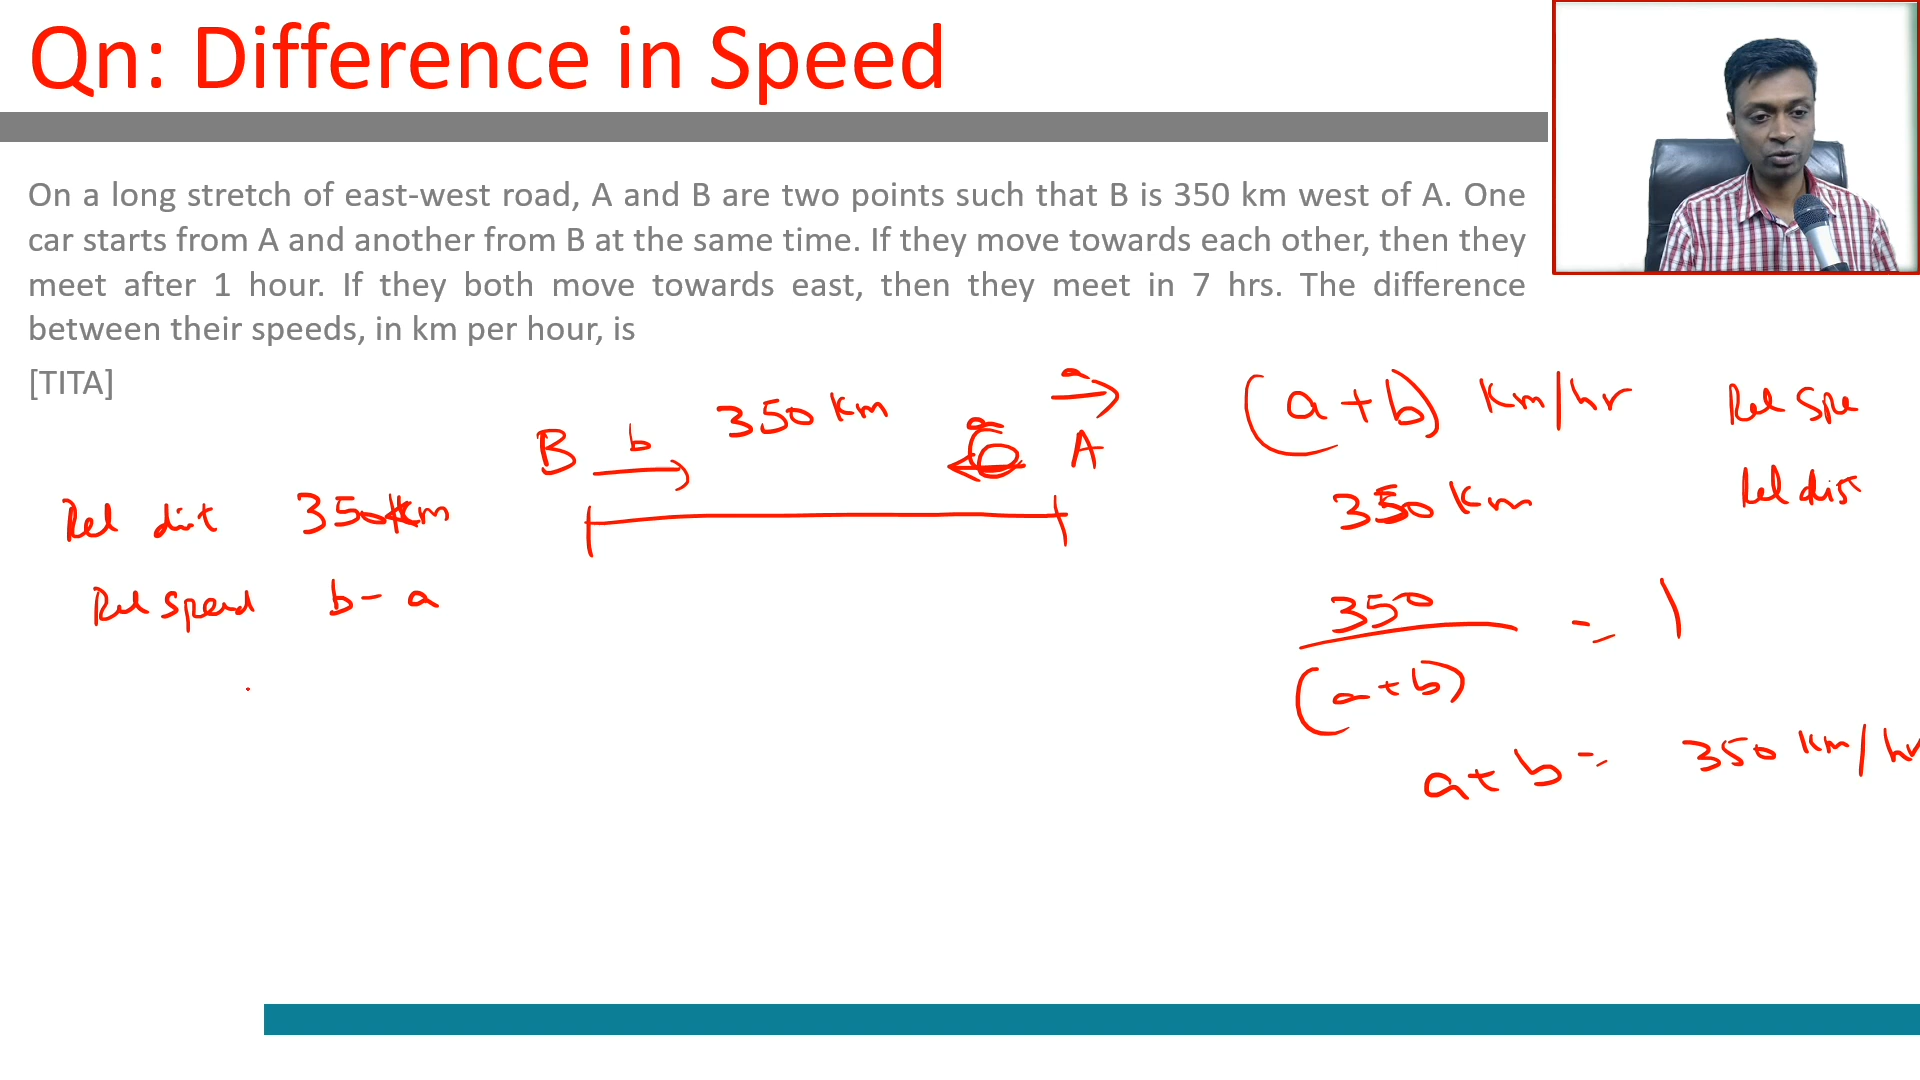 Qn: Difference in Speed
On a long stretch of east-west road, A and B are two points such that B is 350 km west of A. One
car starts from A and another from B at the same time. If they move towards each other, then they
meet after 1 hour. If they both move towards east, then they meet in 7 hrs. The difference
between their speeds, in km per hour, is
[TITA]
B b 350 km a a A
(a+b) km/hr Rel Spe
Rel dist 350km
350 km Rel dist
Rel Speed b - a
350
= 1
(a+b)
a+b = 350 km/hr